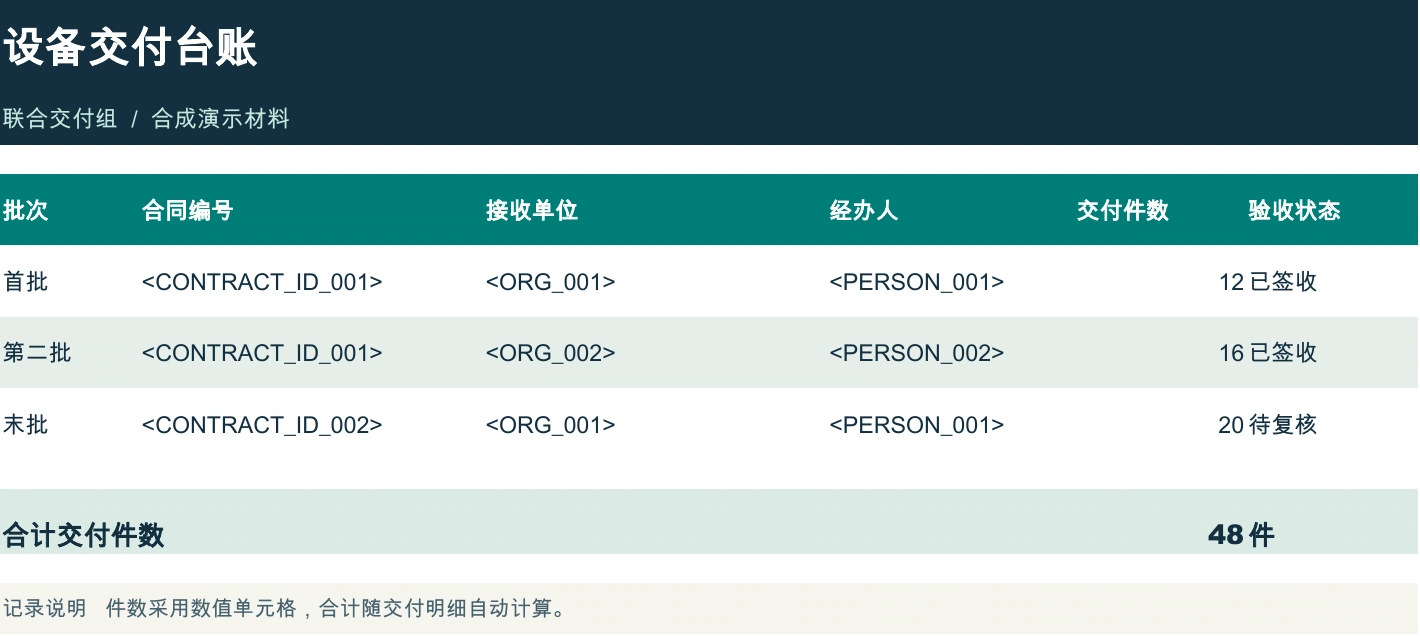 设备交付台账
联合交付组 / 合成演示材料
批次 合同编号 接收单位 经办人 交付件数 验收状态
首批 <CONTRACT_ID_001> <ORG_001> <PERSON_001> 12 已签收
第二批 <CONTRACT_ID_001> <ORG_002> <PERSON_002> 16 已签收
末批 <CONTRACT_ID_002> <ORG_001> <PERSON_001> 20 待复核
合计交付件数 48 件
记录说明 件数采用数值单元格，合计随交付明细自动计算。